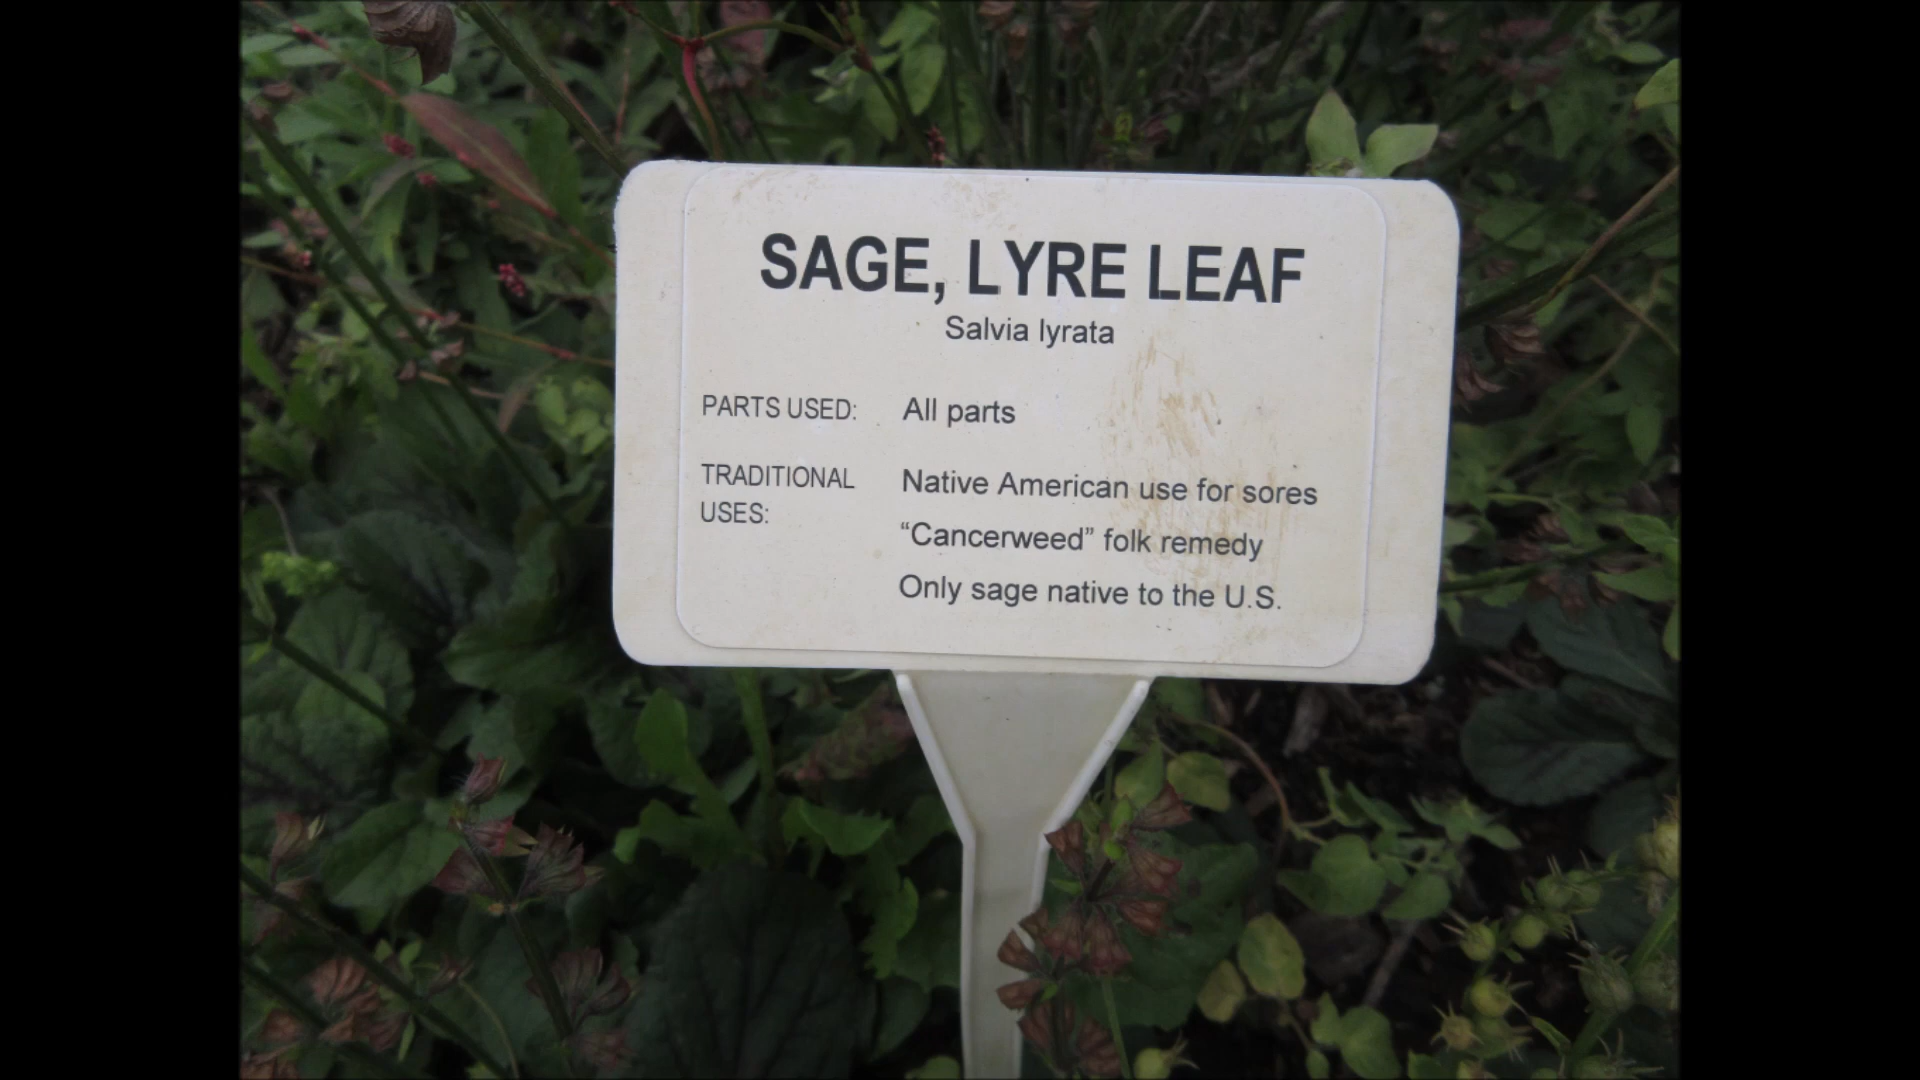 SAGE, LYRE LEAF
Salvia lyrata
PARTS USED: All parts
TRADITIONAL USES: Native American use for sores
“Cancerweed” folk remedy
Only sage native to the U.S.